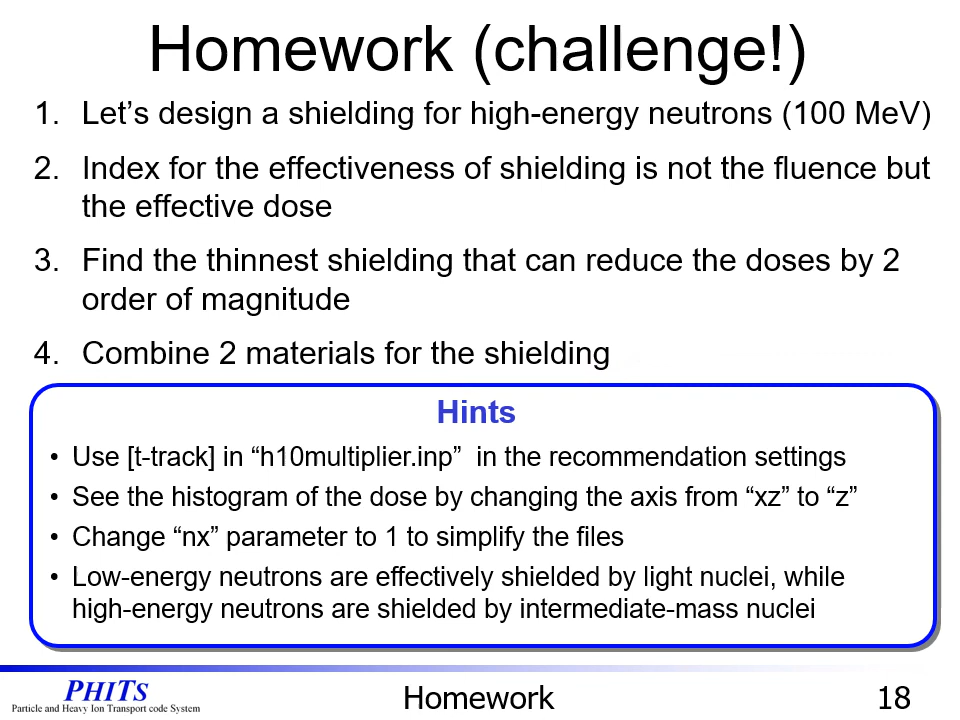 Homework (challenge!)
1. Let’s design a shielding for high-energy neutrons (100 MeV)
2. Index for the effectiveness of shielding is not the fluence but
the effective dose
3. Find the thinnest shielding that can reduce the doses by 2
order of magnitude
4. Combine 2 materials for the shielding
Hints
• Use [t-track] in “h10multiplier.inp”  in the recommendation settings
• See the histogram of the dose by changing the axis from “xz” to “z”
• Change “nx” parameter to 1 to simplify the files
• Low-energy neutrons are effectively shielded by light nuclei, while
high-energy neutrons are shielded by intermediate-mass nuclei
PHITS
Particle and Heavy Ion Transport code System
Homework
18